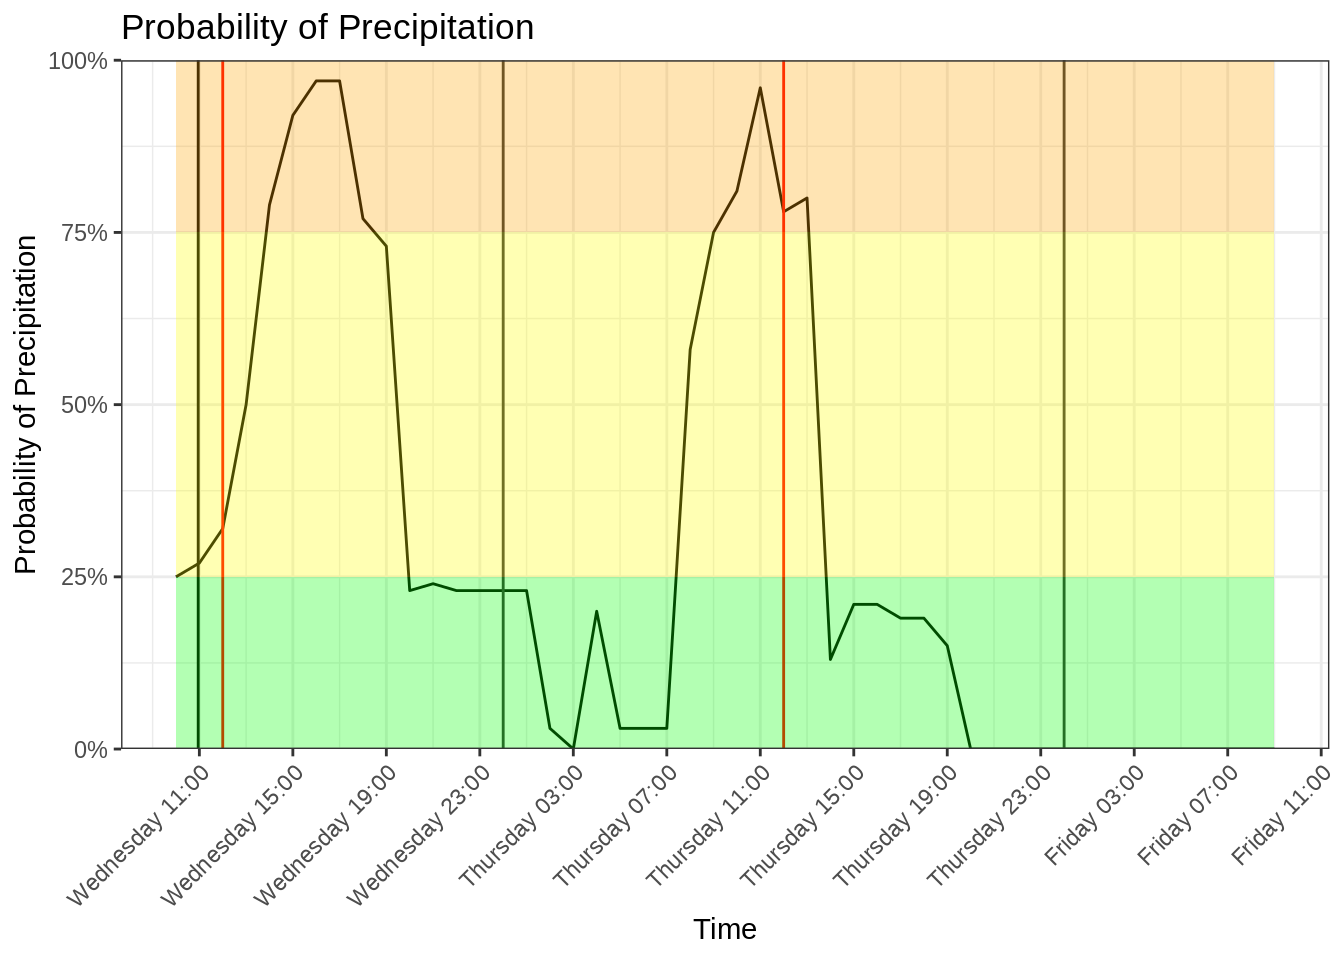 Probability of Precipitation
Probability of Precipitation
100%
75%
50%
25%
0%
Wednesday 11:00
Wednesday 15:00
Wednesday 19:00
Wednesday 23:00
Thursday 03:00
Thursday 07:00
Thursday 11:00
Thursday 15:00
Thursday 19:00
Thursday 23:00
Friday 03:00
Friday 07:00
Friday 11:00
Time